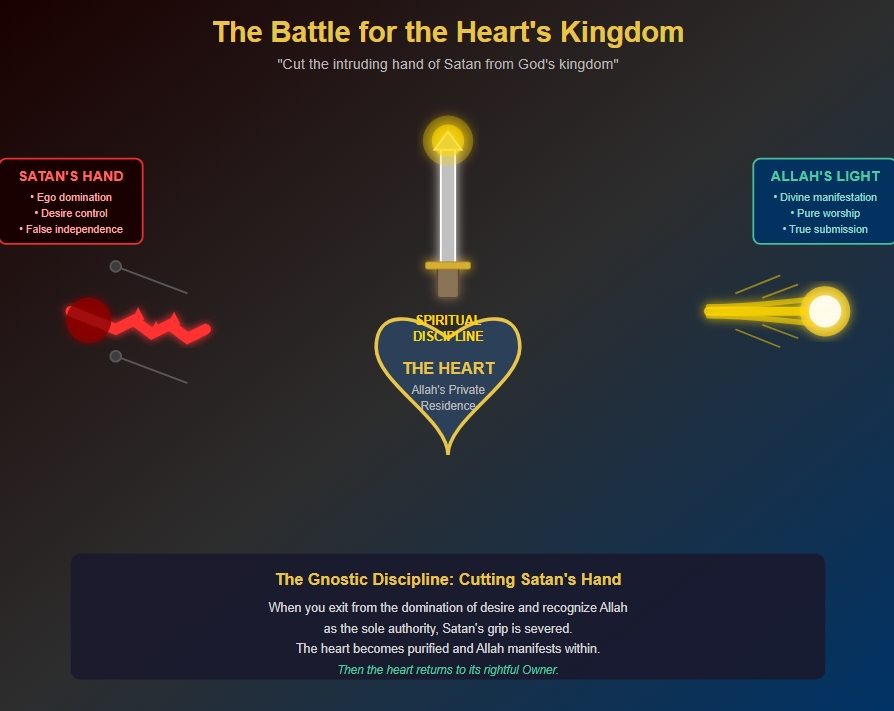 The Battle for the Heart's Kingdom
"Cut the intruding hand of Satan from God's kingdom"
SATAN'S HAND
• Ego domination
• Desire control
• False independence
ALLAH'S LIGHT
• Divine manifestation
• Pure worship
• True submission
SPIRITUAL
DISCIPLINE
THE HEART
Allah's Private
Residence
The Gnostic Discipline: Cutting Satan's Hand
When you exit from the domination of desire and recognize Allah
as the sole authority, Satan's grip is severed.
The heart becomes purified and Allah manifests within.
Then the heart returns to its rightful Owner.